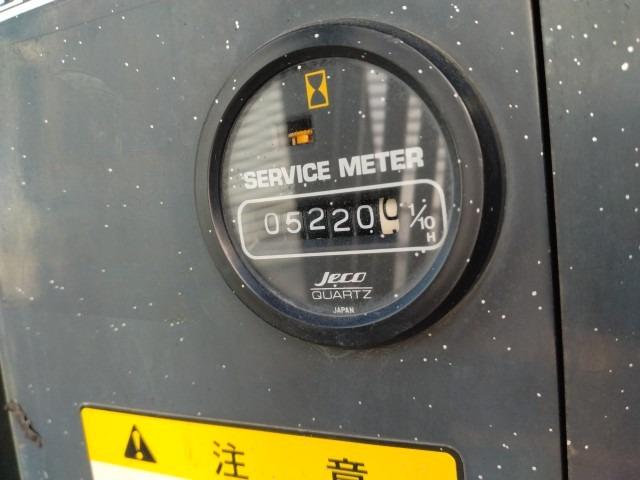 SERVICE METER
05220 1/10
H
Jeco
QUARTZ
JAPAN
注意